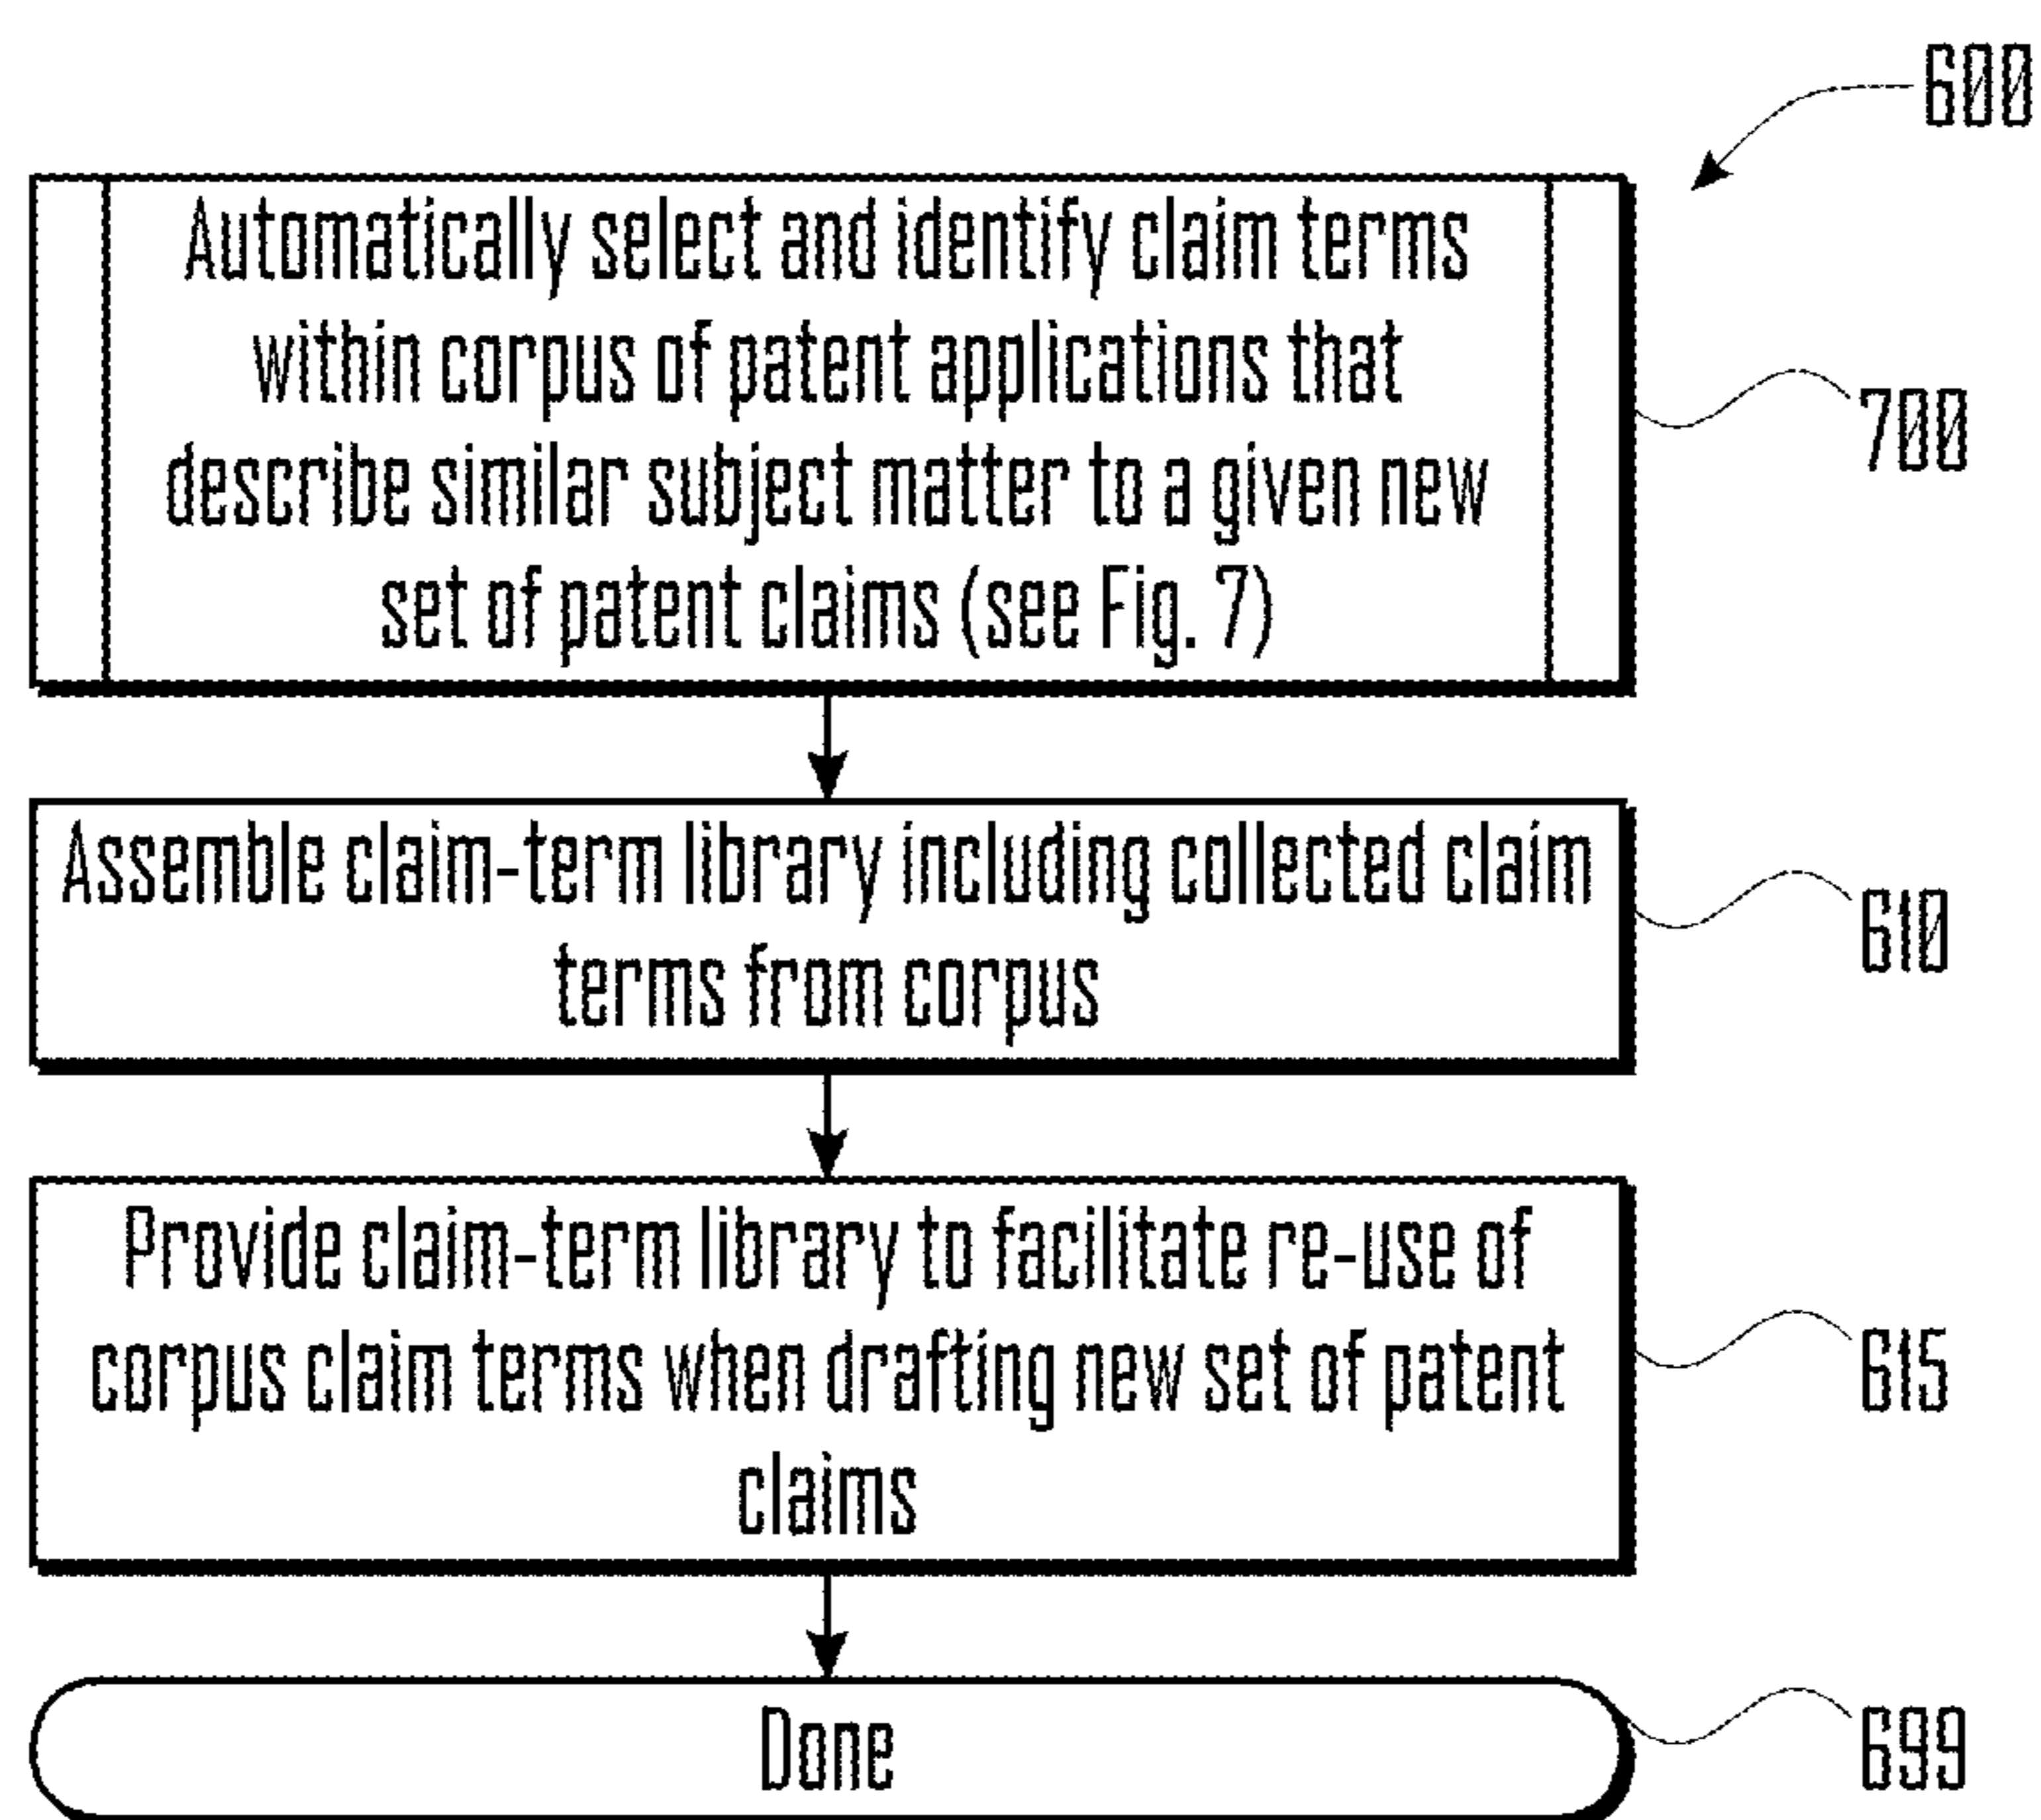 600
Automatically select and identify claim terms
within corpus of patent applications that
describe similar subject matter to a given new
set of patent claims (see Fig. 7)
700
Assemble claim-term library including collected claim
terms from corpus
610
Provide claim-term library to facilitate re-use of
corpus claim terms when drafting new set of patent
claims
615
Done
699